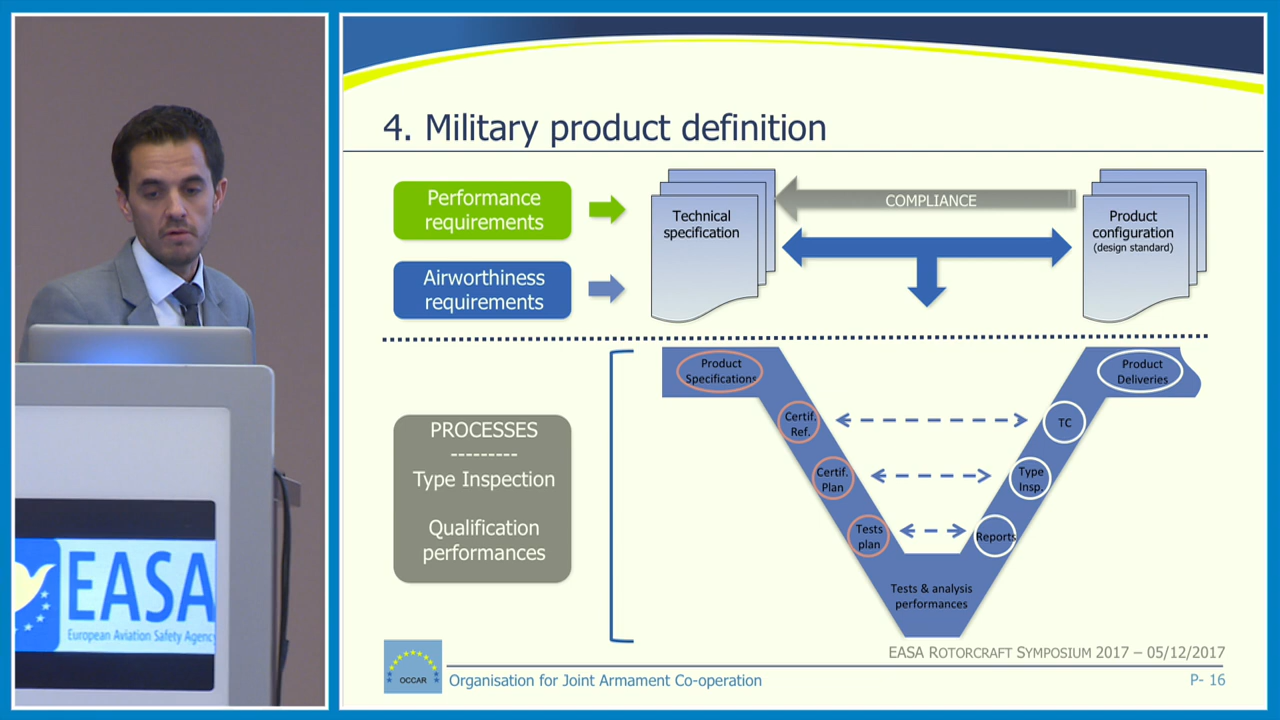 4. Military product definition
Performance
requirements
Airworthiness
requirements
Technical
specification
COMPLIANCE
Product
configuration
(design standard)
PROCESSES
---------
Type Inspection
Qualification
performances
Product
Specifications
Certif.
Ref.
Certif.
Plan
Tests
plan
Tests & analysis
performances
Reports
Type
Insp.
TC
Product
Deliveries
EASA ROTORCRAFT SYMPOSIUM 2017 – 05/12/2017
OCCAR
Organisation for Joint Armament Co-operation
P- 16
EASA
European Aviation Safety Agency